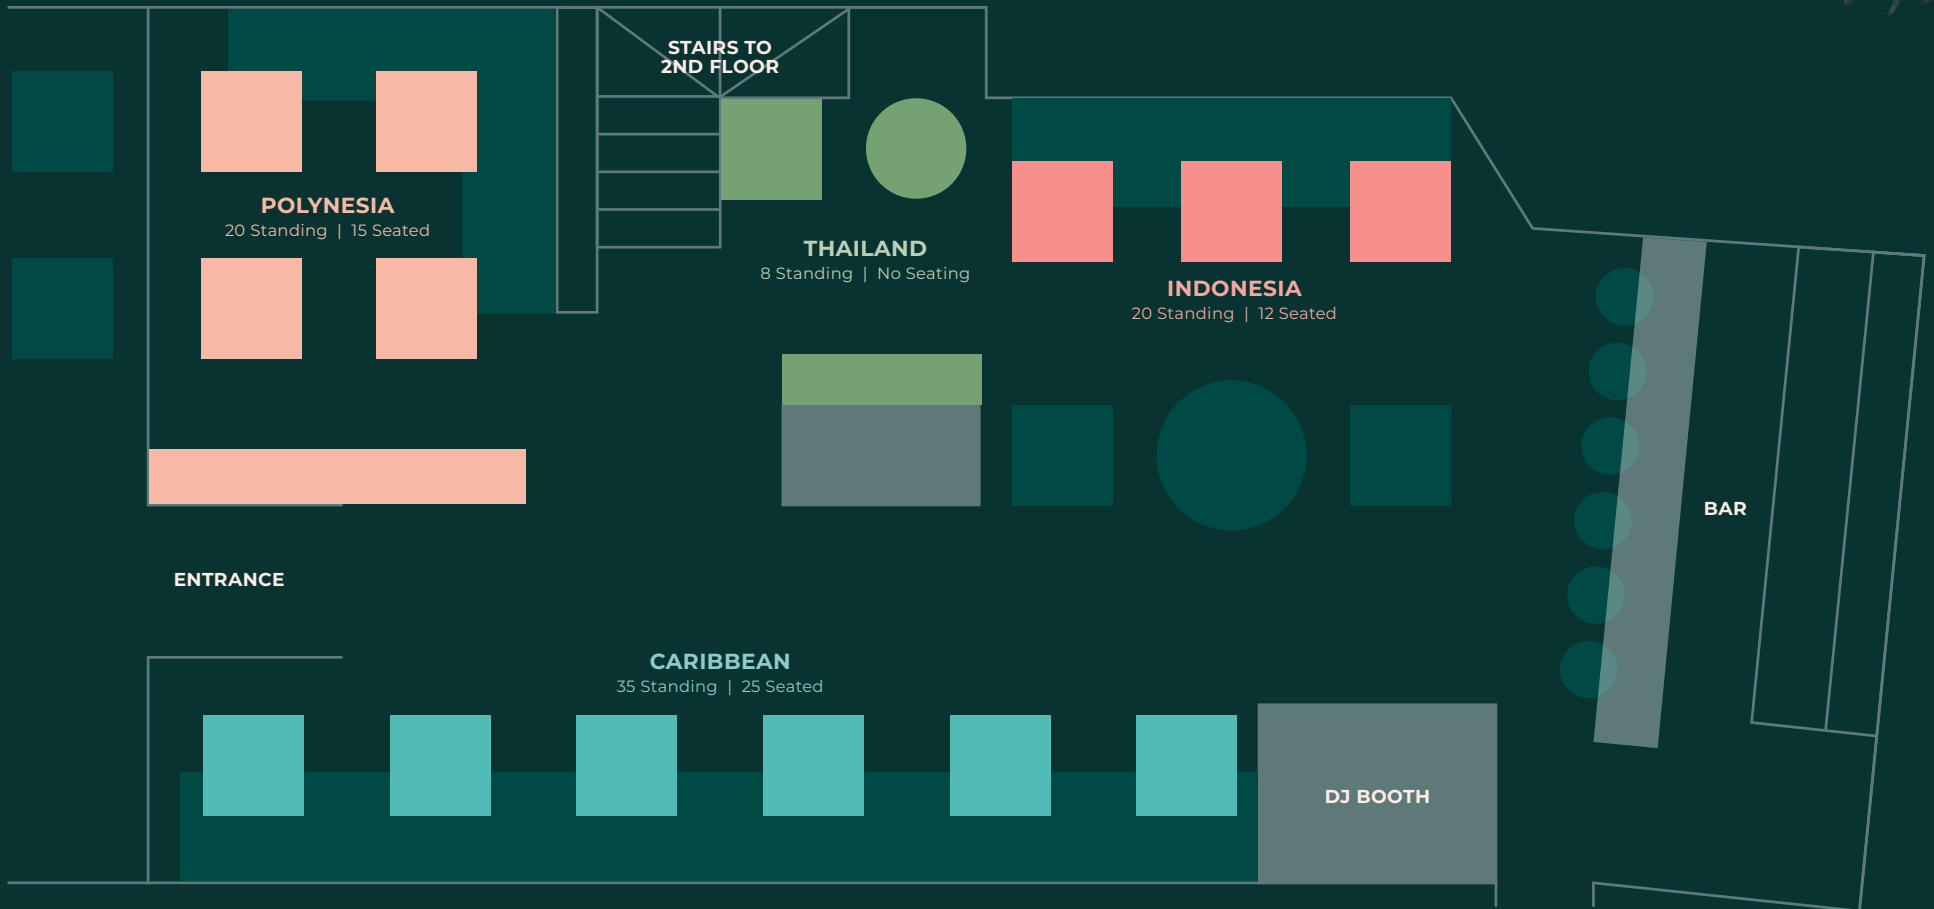 STAIRS TO
2ND FLOOR
POLYNESIA
20 Standing | 15 Seated
THAILAND
8 Standing | No Seating
INDONESIA
20 Standing | 12 Seated
BAR
ENTRANCE
CARIBBEAN
35 Standing | 25 Seated
DJ BOOTH